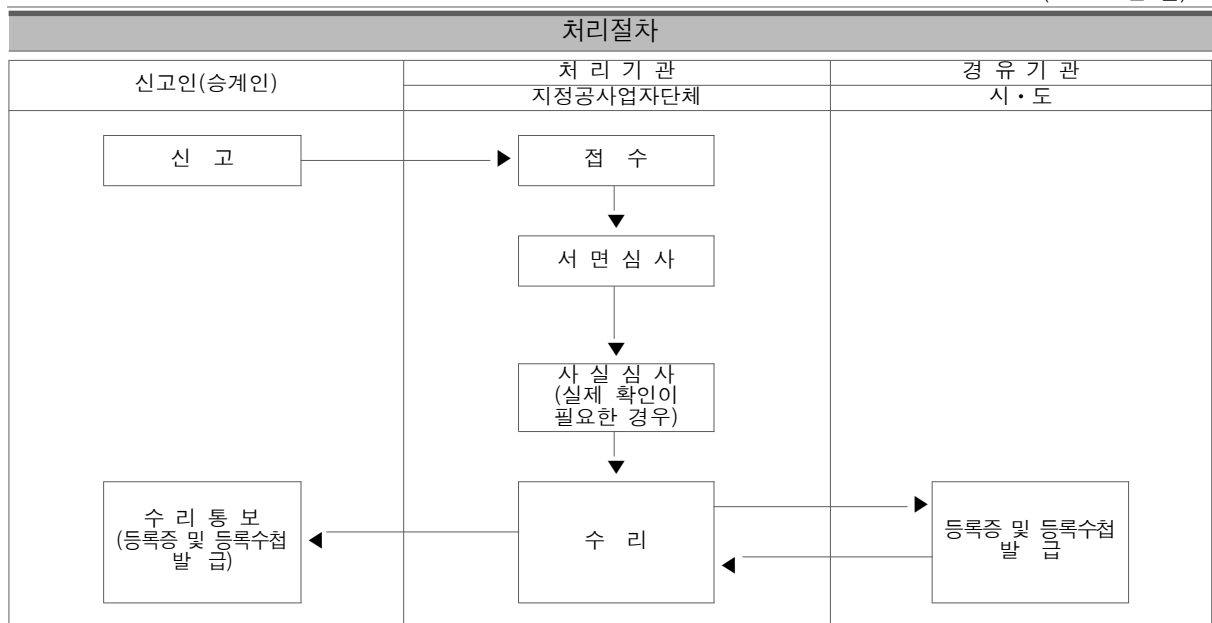 처리절차
신고인(승계인)
처 리 기 관
경 유 기 관
지정공사업자단체
시・도
신 고
접 수
서 면 심 사
사 실 심 사
(실제 확인이
필요한 경우)
수 리 통 보
(등록증 및 등록수첩
발 급)
수 리
등록증 및 등록수첩
발 급